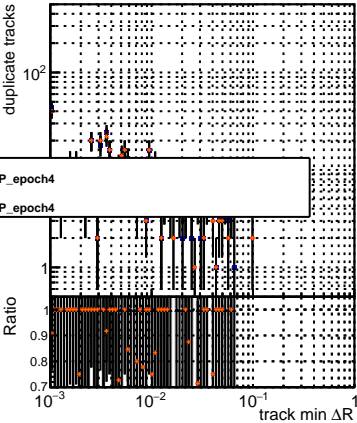 duplicate tracks
10²
P_epoch4
P_epoch4
1
Ratio
1
0.9
0.8
0.7
10⁻³ 10⁻² 10⁻¹ 1
track min ΔR